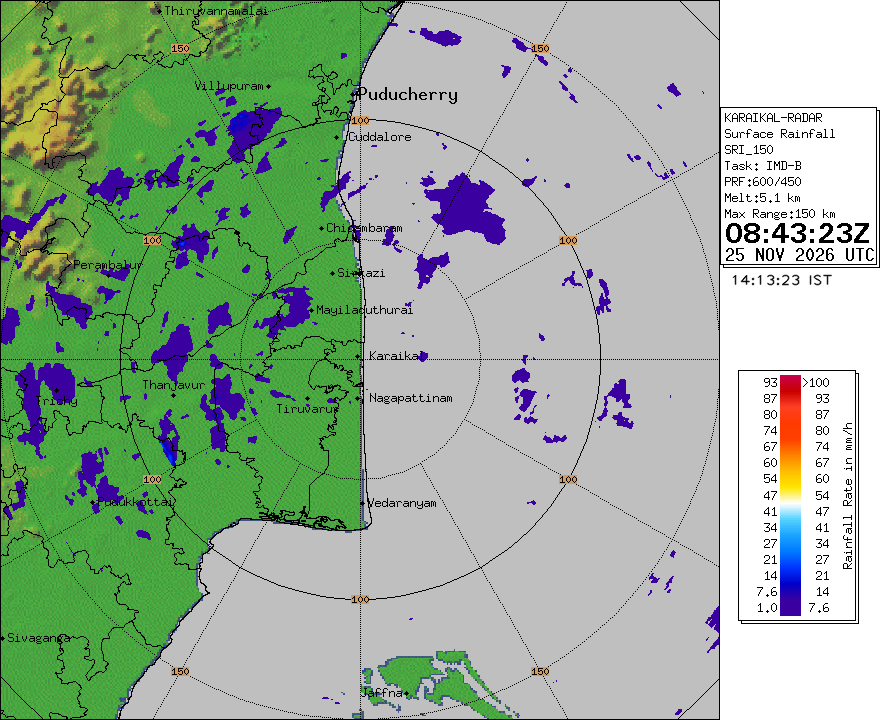 Thiruvannamalai
150
150
Villupuram
Puducherry
100
Cuddalore
Chidambaram
100
100
Perambalur
Sirkazi
Mayiladuthurai
Karaikal
Thanjavur
Trichy
Tiruvarur
Nagapattinam
100
100
Pudukkottai
Vedaranyam
100
Sivaganga
150
150
Jaffna
KARAIKAL-RADAR
Surface Rainfall
SRI_150
Task: IMD-B
PRF:600/450
Melt:5.1 km
Max Range:150 km
08:43:23Z
25 NOV 2026 UTC
14:13:23 IST
93 >100
87 93
80 87
74 80
67 74
60 67
54 60
47 54
41 47
34 41
27 34
21 27
14 21
7.6 14
1.0 7.6
Rainfall Rate in mm/h